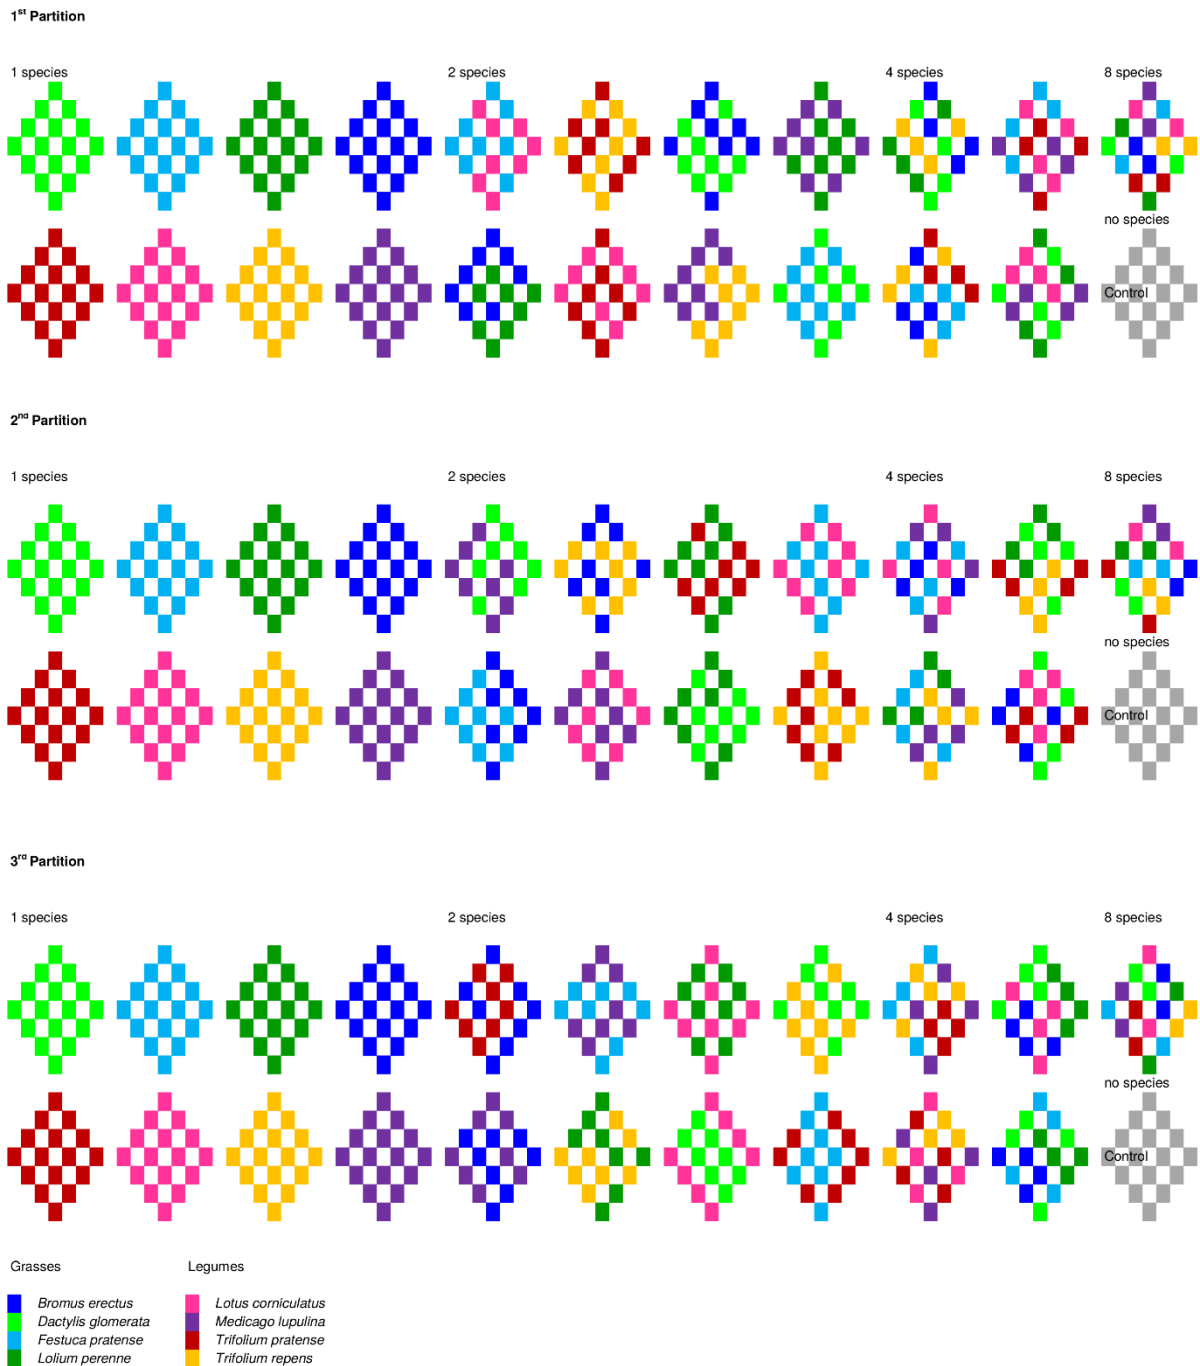 1st Partition
1 species 2 species 4 species 8 species
no species
Control
2nd Partition
1 species 2 species 4 species 8 species
no species
Control
3rd Partition
1 species 2 species 4 species 8 species
no species
Control
Grasses Legumes
Bromus erectus Lotus corniculatus
Dactylis glomerata Medicago lupulina
Festuca pratense Trifolium pratense
Lolium perenne Trifolium repens